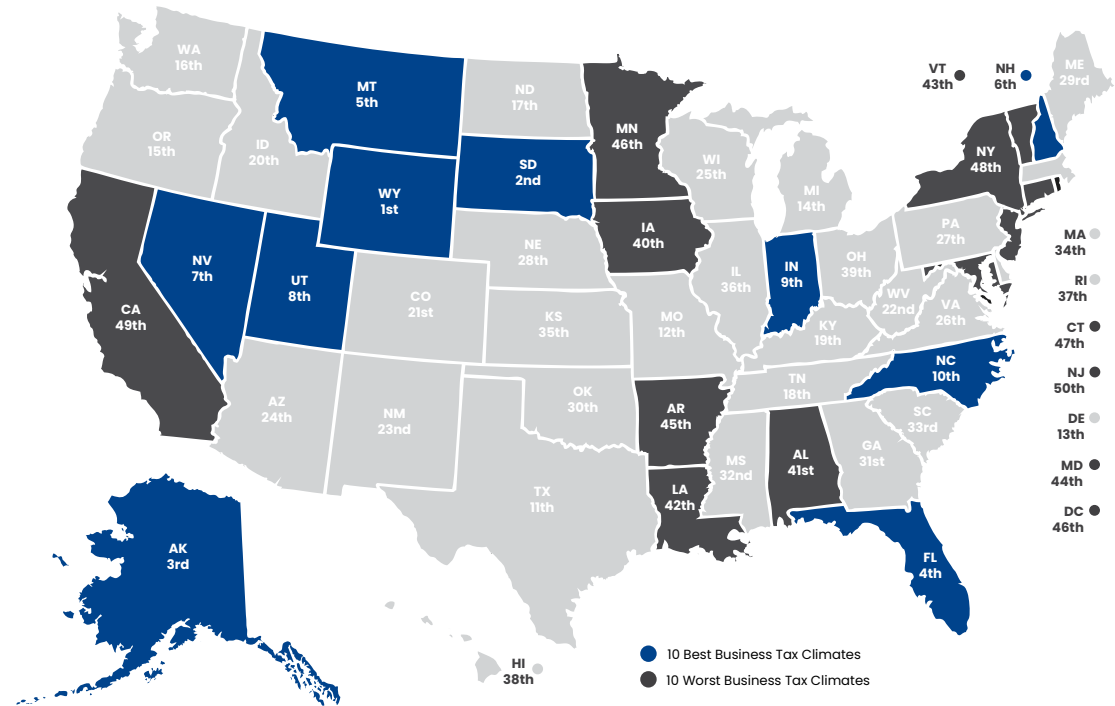 WA
16th
MT
5th
ND
17th
MN
46th
VT
43th
NH
6th
ME
29rd
OR
15th
ID
20th
WY
1st
SD
2nd
WI
25th
MI
14th
NY
48th
NV
7th
UT
8th
CO
21st
NE
28th
IA
40th
IL
36th
IN
9th
OH
39th
PA
27th
MA
34th
RI
37th
CA
49th
KS
35th
MO
12th
KY
19th
WV
22nd
VA
26th
CT
47th
NJ
50th
DE
13th
MD
44th
DC
46th
AZ
24th
NM
23nd
OK
30th
AR
45th
TN
18th
NC
10th
SC
33rd
TX
11th
LA
42th
MS
32nd
AL
41st
GA
31st
FL
4th
AK
3rd
HI
38th
10 Best Business Tax Climates
10 Worst Business Tax Climates